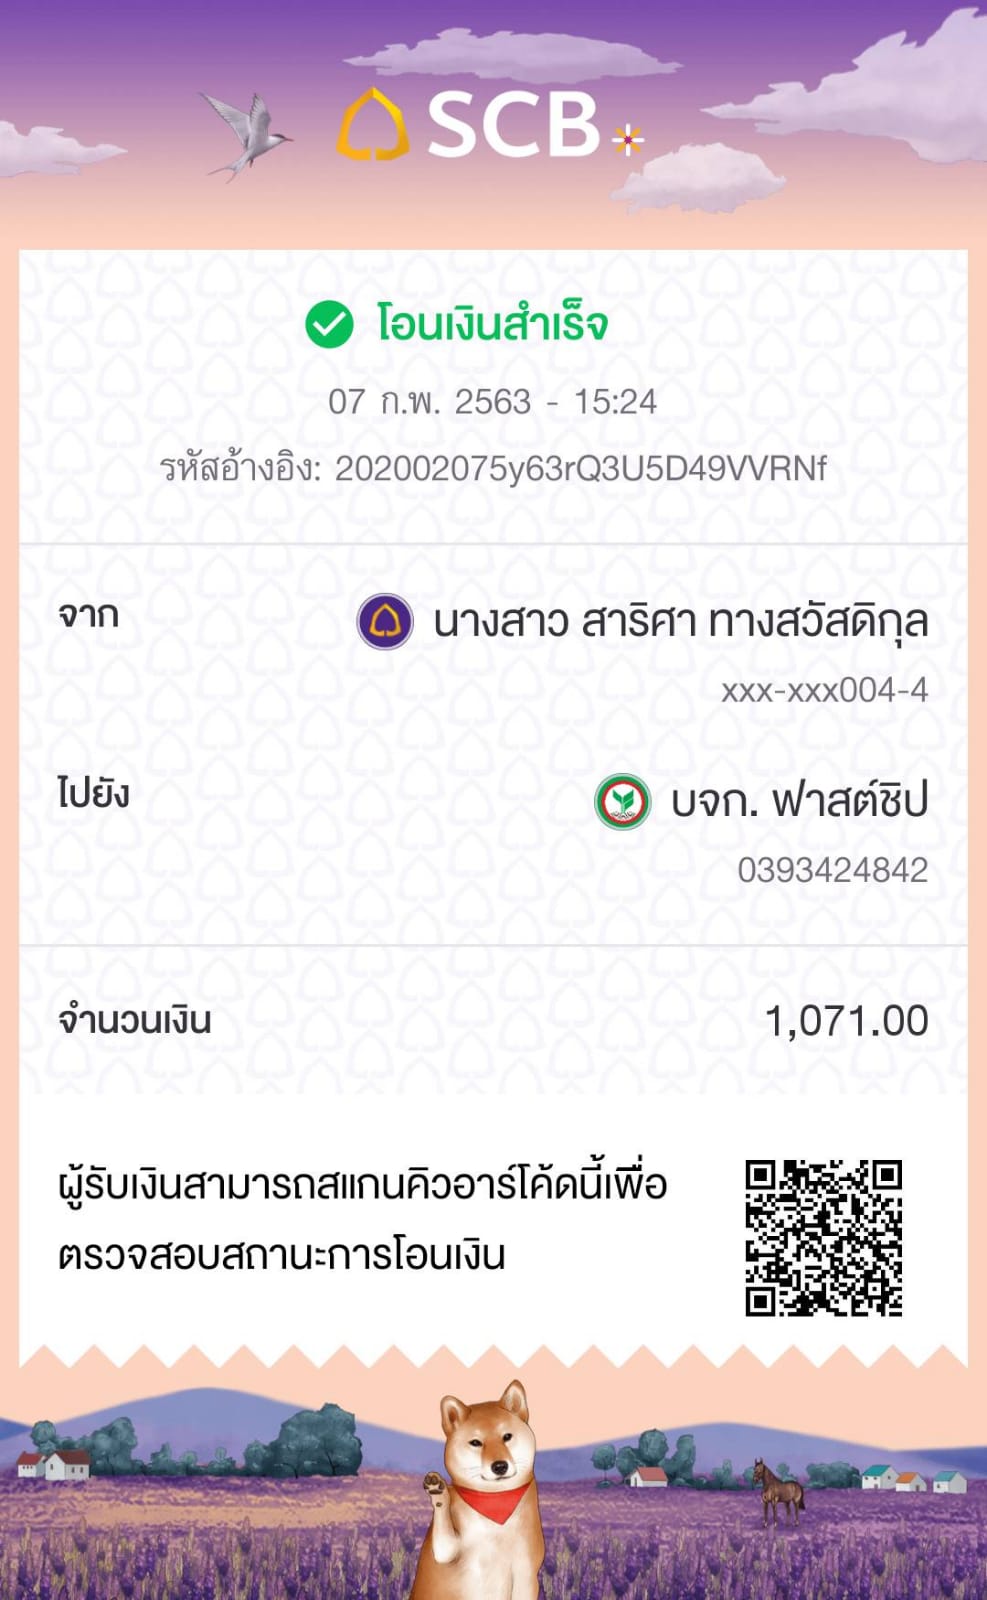 SCB
โอนเงินสำเร็จ
07 ก.พ. 2563 - 15:24
รหัสอ้างอิง: 202002075y63rQ3U5D49VVRNf
จาก
นางสาว สาริศา ทางสวัสดิกุล
xxx-xxx004-4
ไปยัง
บจก. ฟาสต์ชิป
0393424842
จำนวนเงิน 1,071.00
ผู้รับเงินสามารถสแกนคิวอาร์โค้ดนี้เพื่อ
ตรวจสอบสถานะการโอนเงิน